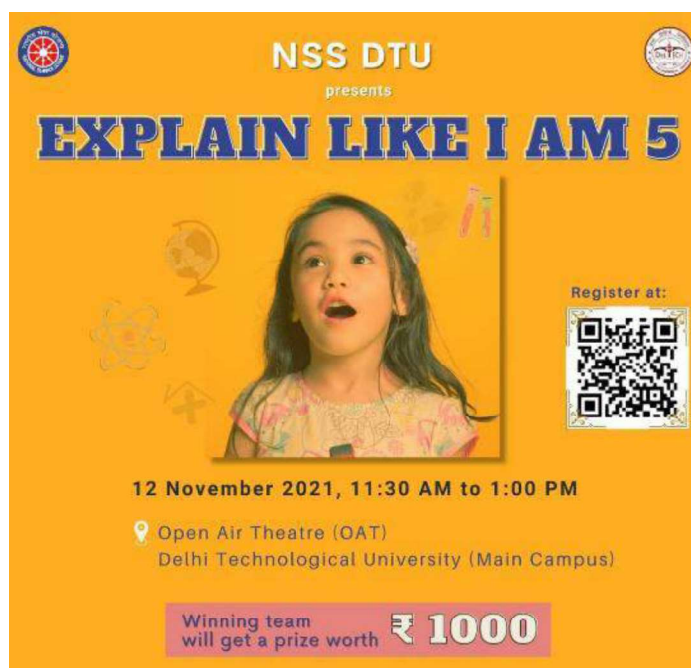 NSS DTU
presents
EXPLAIN LIKE I AM 5
Register at:
12 November 2021, 11:30 AM to 1:00 PM
Open Air Theatre (OAT)
Delhi Technological University (Main Campus)
Winning team
will get a prize worth ₹ 1000